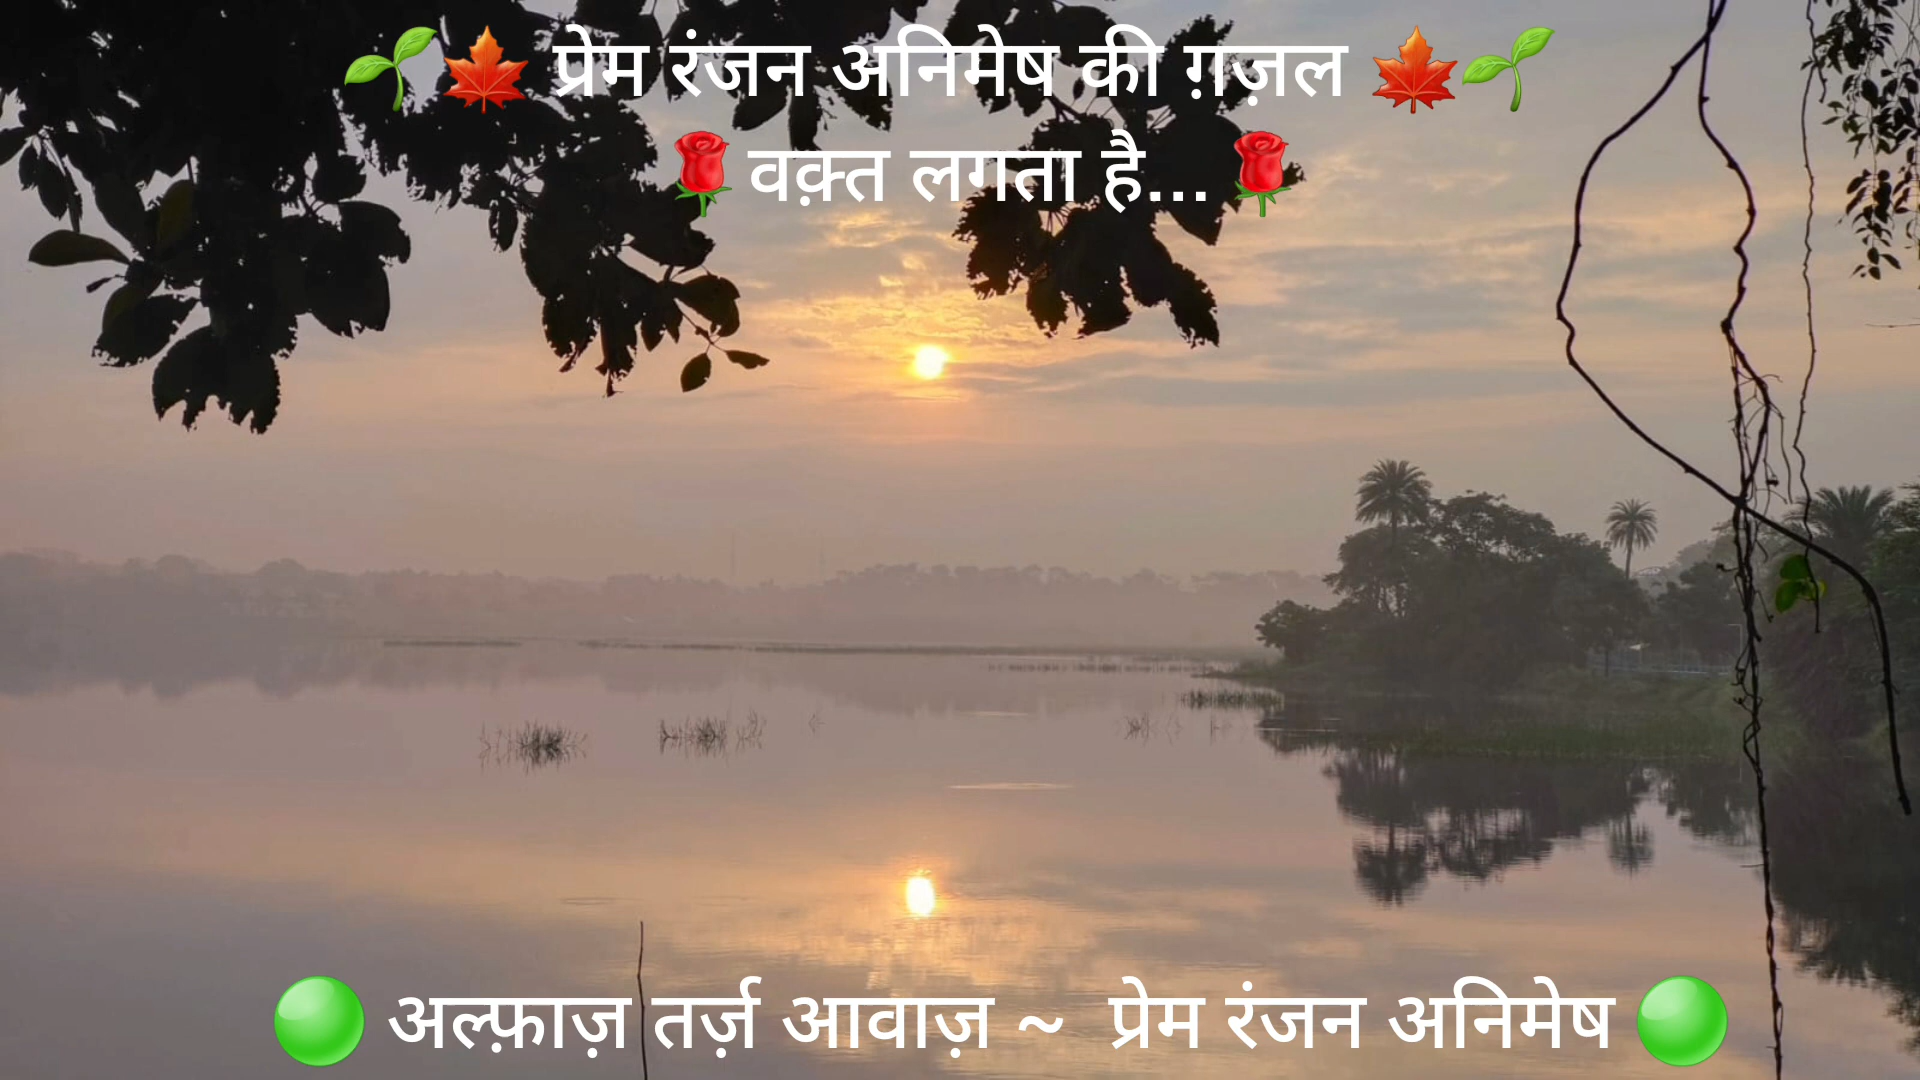 🌱🍁 प्रेम रंजन अनिमेष की ग़ज़ल 🍁🌱
🌹वक़्त लगता है...🌹
🟢 अल्फ़ाज़ तर्ज़ आवाज़ ~ प्रेम रंजन अनिमेष 🟢